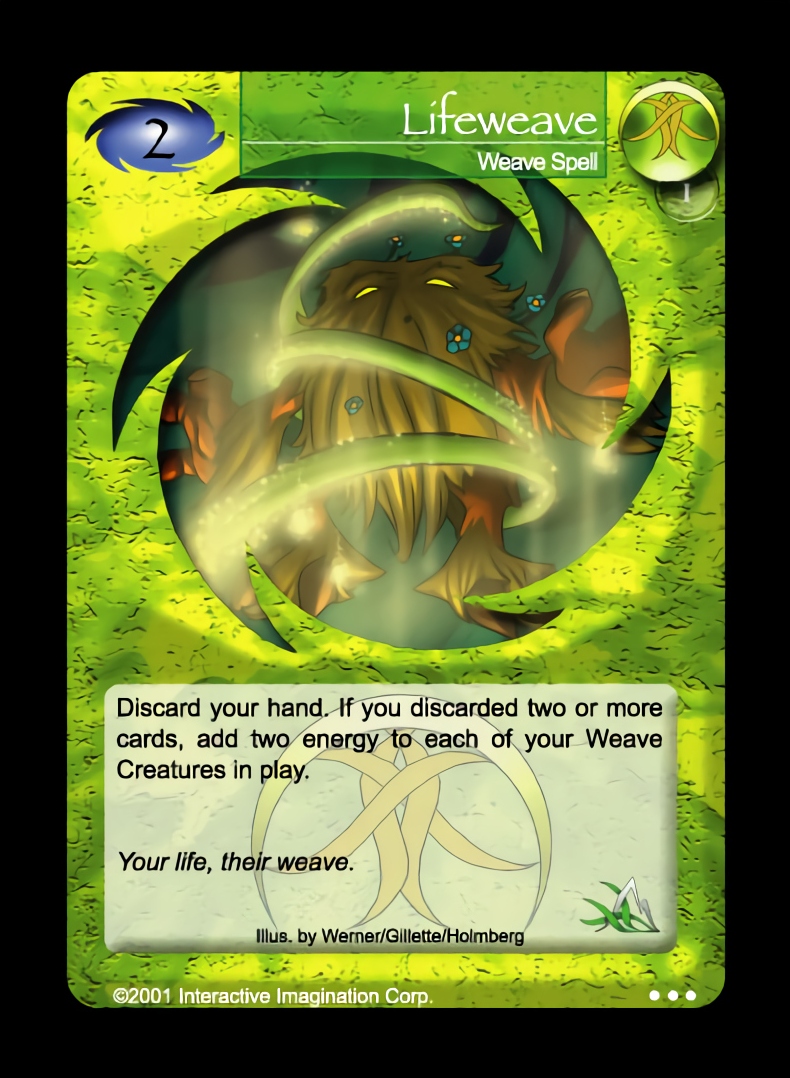 2
Lifeweave
Weave Spell
1
Discard your hand. If you discarded two or more
cards, add two energy to each of your Weave
Creatures in play.
Your life, their weave.
Illus. by Werner/Gillette/Holmberg
©2001 Interactive Imagination Corp.